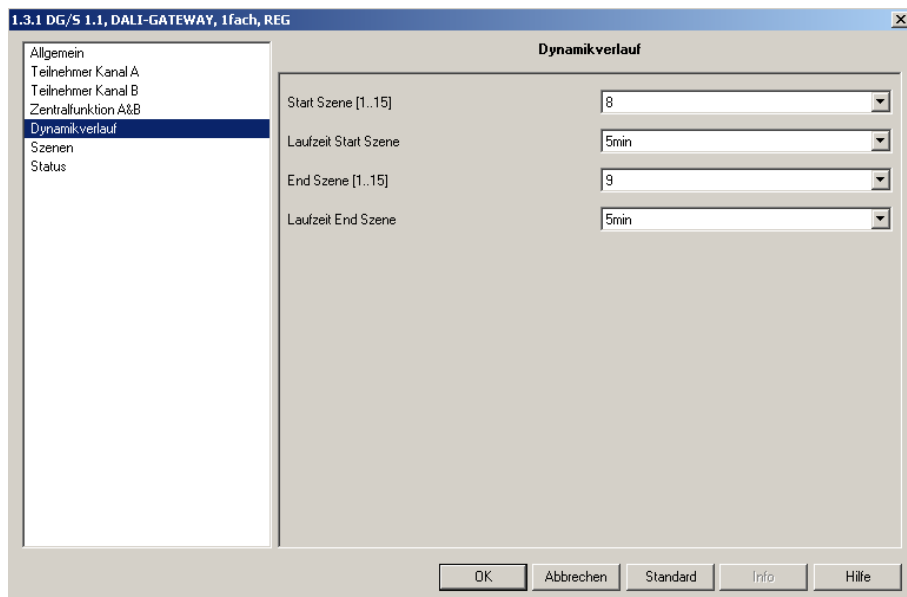 1.3.1 DG/S 1.1, DALI-GATEWAY, 1fach, REG
Allgemein
Teilnehmer Kanal A
Teilnehmer Kanal B
Zentralfunktion A&B
Dynamikverlauf
Szenen
Status
Dynamikverlauf
Start Szene [1..15]
8
Laufzeit Start Szene
5min
End Szene [1..15]
9
Laufzeit End Szene
5min
OK
Abbrechen
Standard
Info
Hilfe